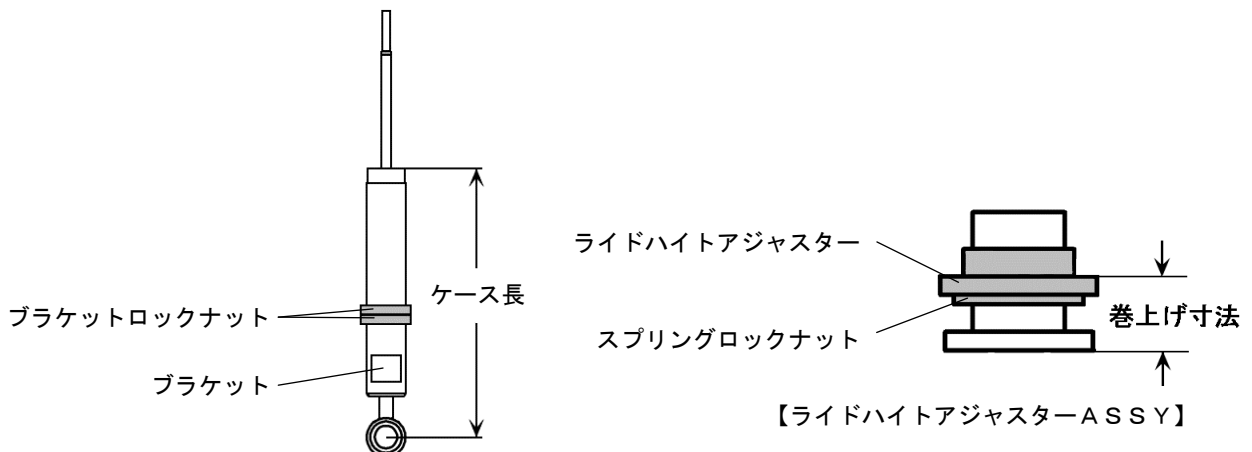 ケース長
ブラケットロックナット
ブラケット
ライドハイトアジャスター
スプリングロックナット
巻上げ寸法
【ライドハイトアジャスターＡＳＳＹ】